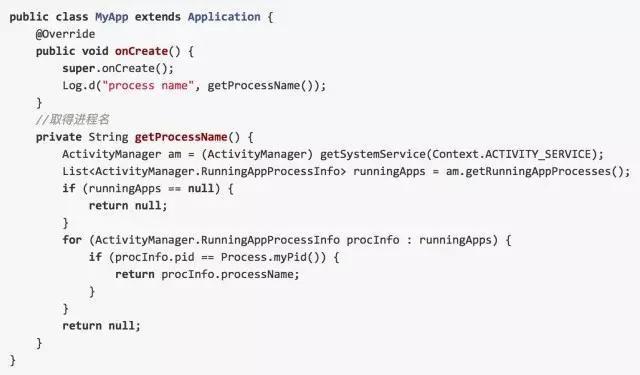 public class MyApp extends Application {
    @Override
    public void onCreate() {
        super.onCreate();
        Log.d("process name", getProcessName());
    }
    //取得进程名
    private String getProcessName() {
        ActivityManager am = (ActivityManager) getSystemService(Context.ACTIVITY_SERVICE);
        List<ActivityManager.RunningAppProcessInfo> runningApps = am.getRunningAppProcesses();
        if (runningApps == null) {
            return null;
        }
        for (ActivityManager.RunningAppProcessInfo procInfo : runningApps) {
            if (procInfo.pid == Process.myPid()) {
                return procInfo.processName;
            }
        }
        return null;
    }
}